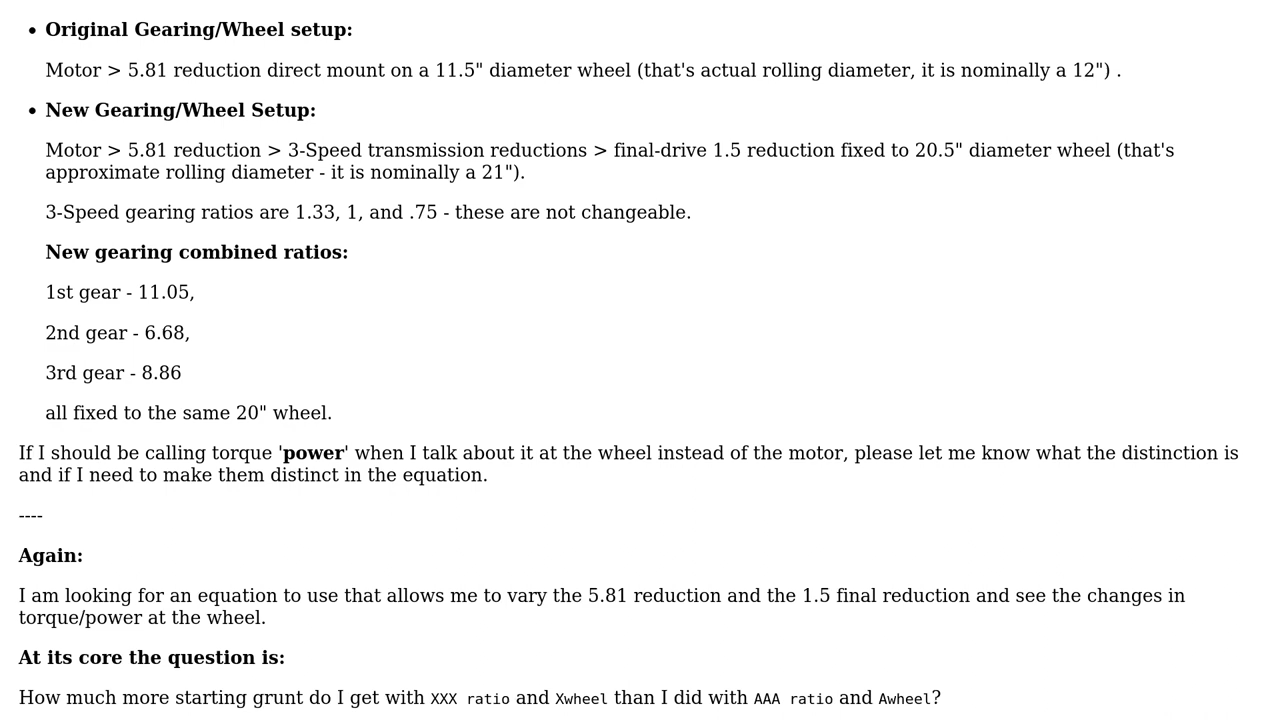 • Original Gearing/Wheel setup:
Motor > 5.81 reduction direct mount on a 11.5" diameter wheel (that's actual rolling diameter, it is nominally a 12") .
• New Gearing/Wheel Setup:
Motor > 5.81 reduction > 3-Speed transmission reductions > final-drive 1.5 reduction fixed to 20.5" diameter wheel (that's
approximate rolling diameter - it is nominally a 21").
3-Speed gearing ratios are 1.33, 1, and .75 - these are not changeable.
New gearing combined ratios:
1st gear - 11.05,
2nd gear - 6.68,
3rd gear - 8.86
all fixed to the same 20" wheel.
If I should be calling torque 'power' when I talk about it at the wheel instead of the motor, please let me know what the distinction is
and if I need to make them distinct in the equation.
----
Again:
I am looking for an equation to use that allows me to vary the 5.81 reduction and the 1.5 final reduction and see the changes in
torque/power at the wheel.
At its core the question is:
How much more starting grunt do I get with XXX ratio and Xwheel than I did with AAA ratio and Awheel?